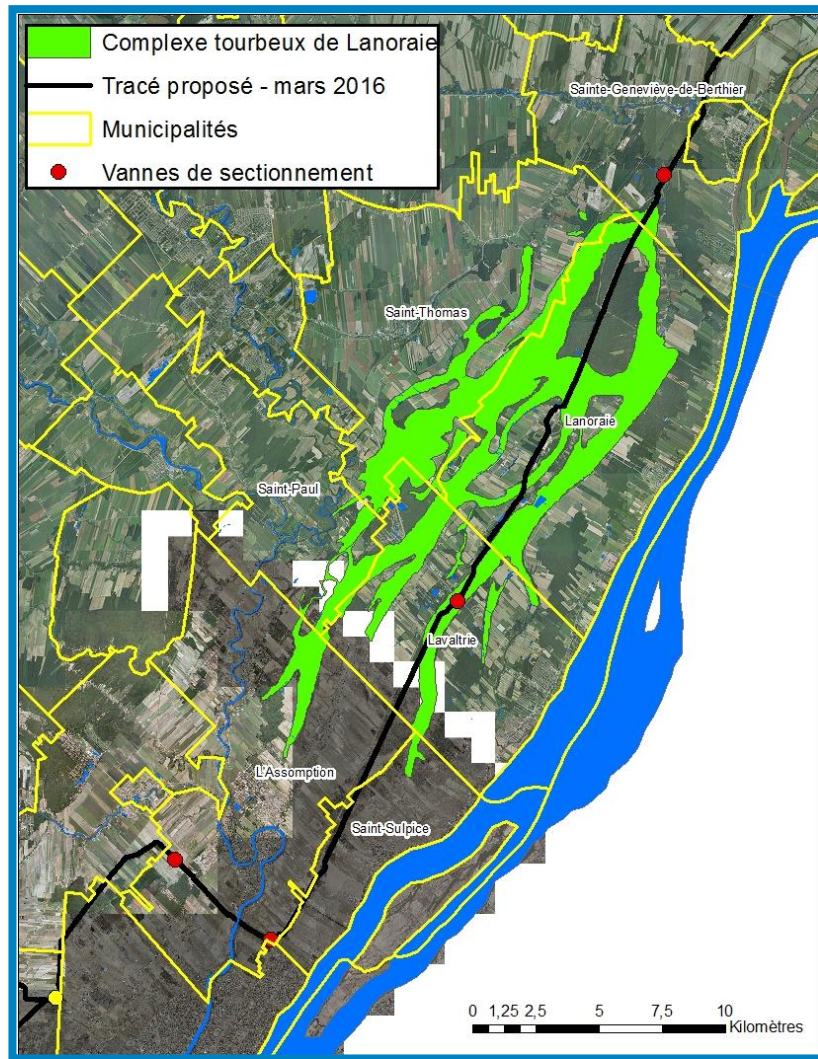 Complexe tourbeux de Lanoraie
Tracé proposé - mars 2016
Municipalités
Vannes de sectionnement
Sainte-Geneviève-de-Berthier
Saint-Thomas
Lanoraie
Saint-Paul
Lavaltrie
L'Assomption
Saint-Sulpice
0 1,25 2,5 5 7,5 10
Kilomètres